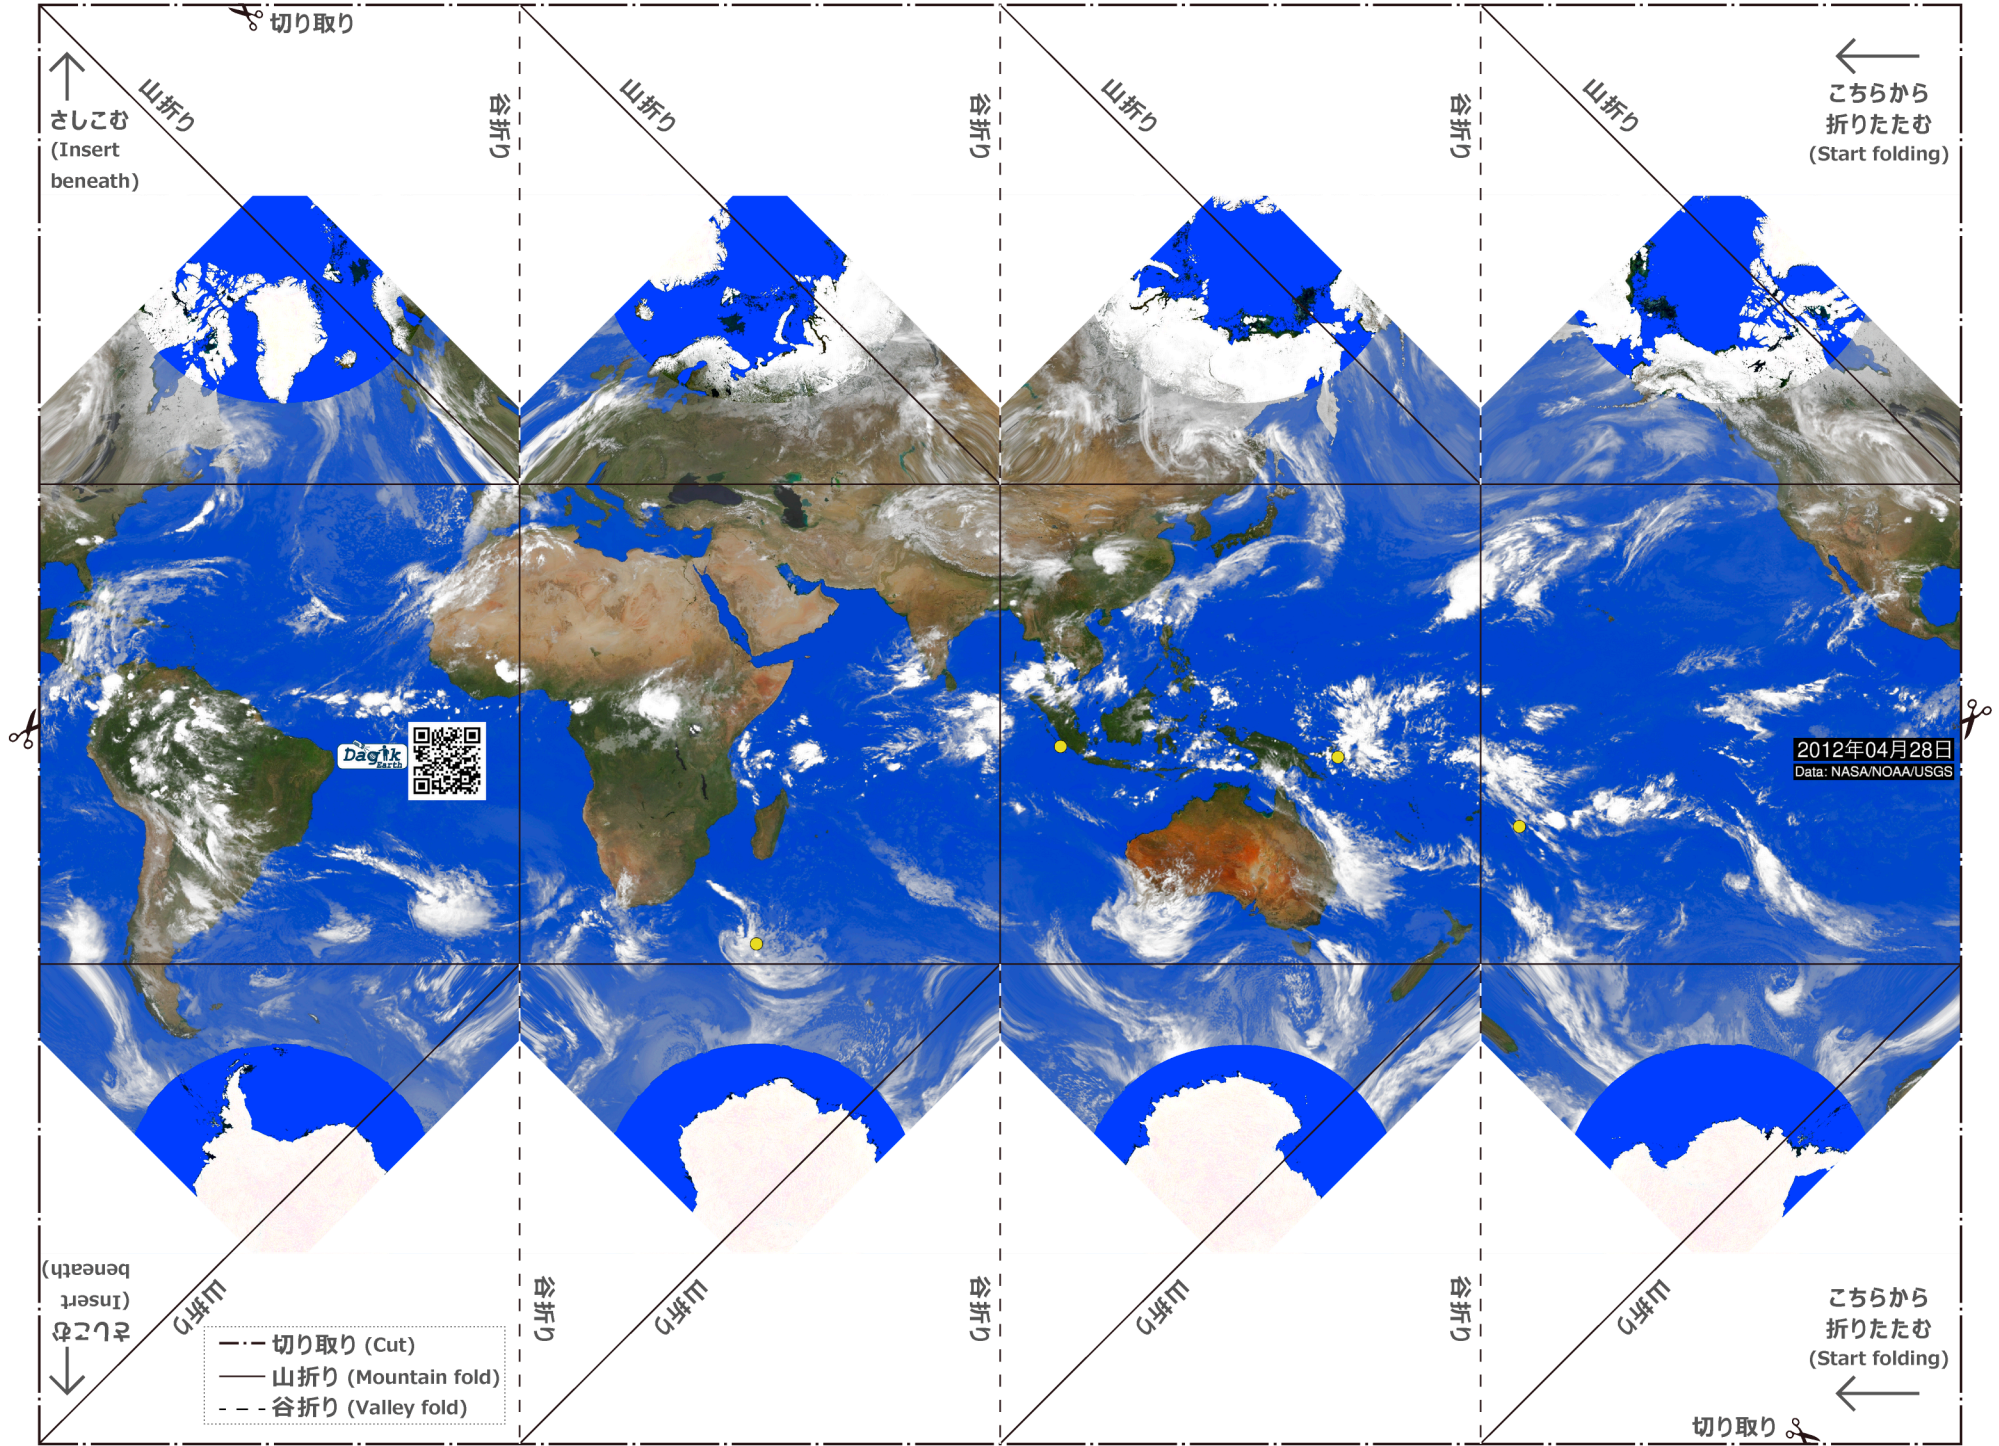 切り取り
さしこむ
(Insert
beneath)
山折り
谷折り
山折り
谷折り
山折り
谷折り
山折り
こちらから
折りたたむ
(Start folding)
Dagik
Earth
2012年04月28日
Data: NASA/NOAA/USGS
さしこむ
(Insert
beneath)
山折り
谷折り
山折り
谷折り
山折り
谷折り
山折り
こちらから
折りたたむ
(Start folding)
切り取り (Cut)
山折り (Mountain fold)
谷折り (Valley fold)
切り取り